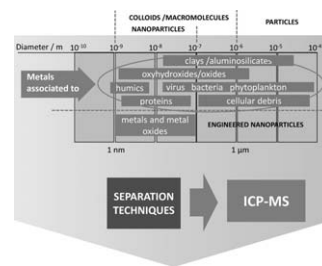 COLLOIDS/MACROMOLECULES
NANOPARTICLES
PARTICLES
Diameter / m 10⁻¹⁰ 10⁻⁹ 10⁻⁸ 10⁻⁷ 10⁻⁶ 10⁻⁵ 10⁻⁴
clays /aluminosilicates
oxyhydroxides/oxides
Metals associated to
humics
virus bacteria phytoplankton
proteins
cellular debris
metals and metal oxides
ENGINEERED NANOPARTICLES
1 nm
1 μm
SEPARATION TECHNIQUES
ICP-MS